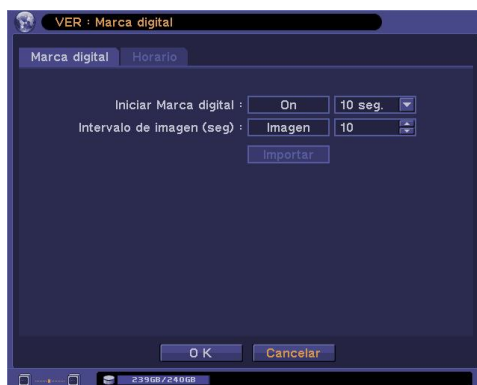 VER : Marca digital
Marca digital Horario
Iniciar Marca digital : On 10 seg.
Intervalo de imagen (seg) : Imagen 10
Importar
OK Cancelar
239GB/240GB